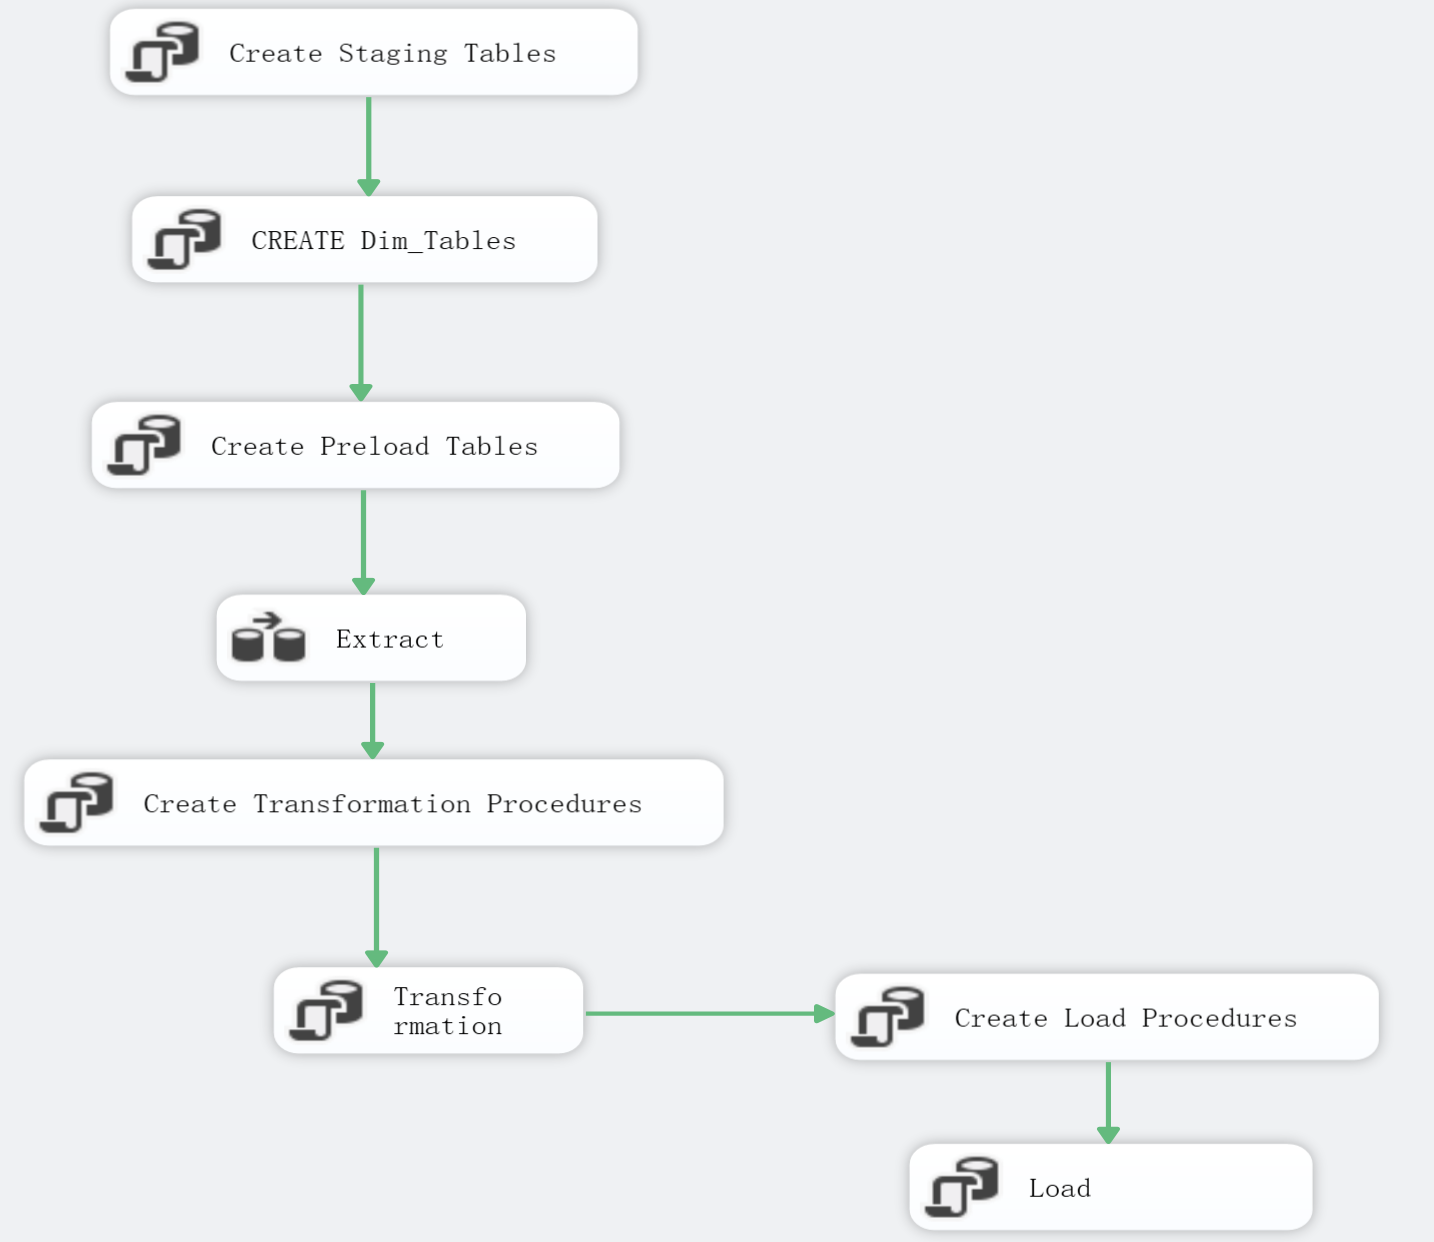 Create Staging Tables
CREATE Dim_Tables
Create Preload Tables
Extract
Create Transformation Procedures
Transfo
rmation
Create Load Procedures
Load